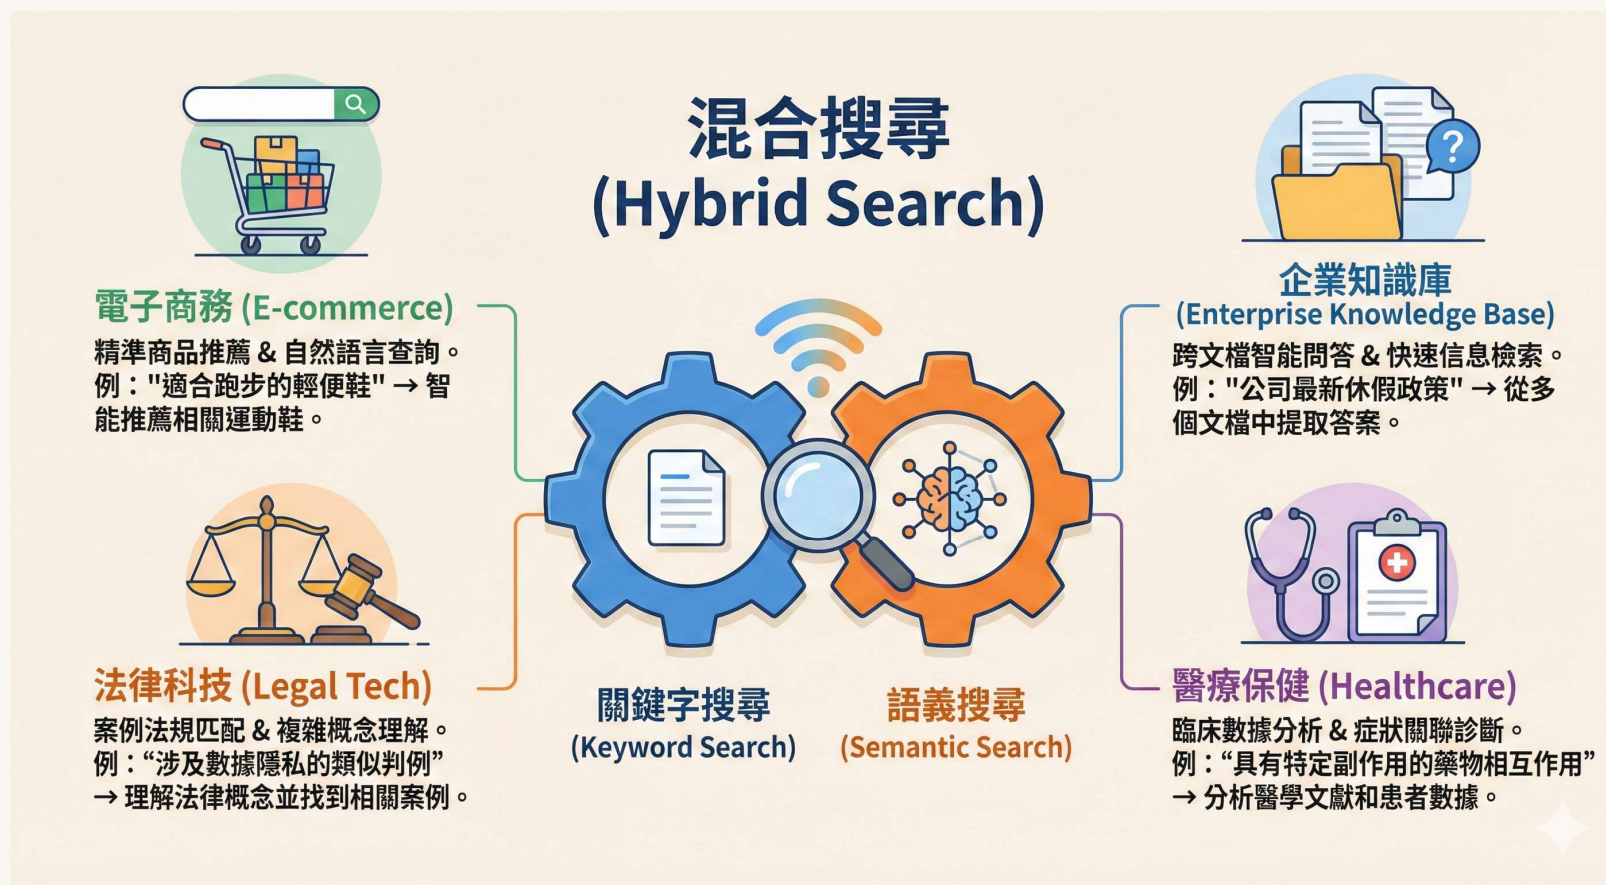 混合搜尋
(Hybrid Search)
電子商務 (E-commerce)
精準商品推薦 & 自然語言查詢。
例："適合跑步的輕便鞋" → 智
能推薦相關運動鞋。
法律科技 (Legal Tech)
案例法規匹配 & 複雜概念理解。
例：“涉及數據隱私的類似判例”
→ 理解法律概念並找到相關案例。
關鍵字搜尋
(Keyword Search)
語義搜尋
(Semantic Search)
?
企業知識庫
(Enterprise Knowledge Base)
跨文檔智能問答 & 快速信息檢索。
例："公司最新休假政策" → 從多
個文檔中提取答案。
醫療保健 (Healthcare)
臨床數據分析 & 症狀關聯診斷。
例：“具有特定副作用的藥物相互作用”
→ 分析醫學文獻和患者數據。